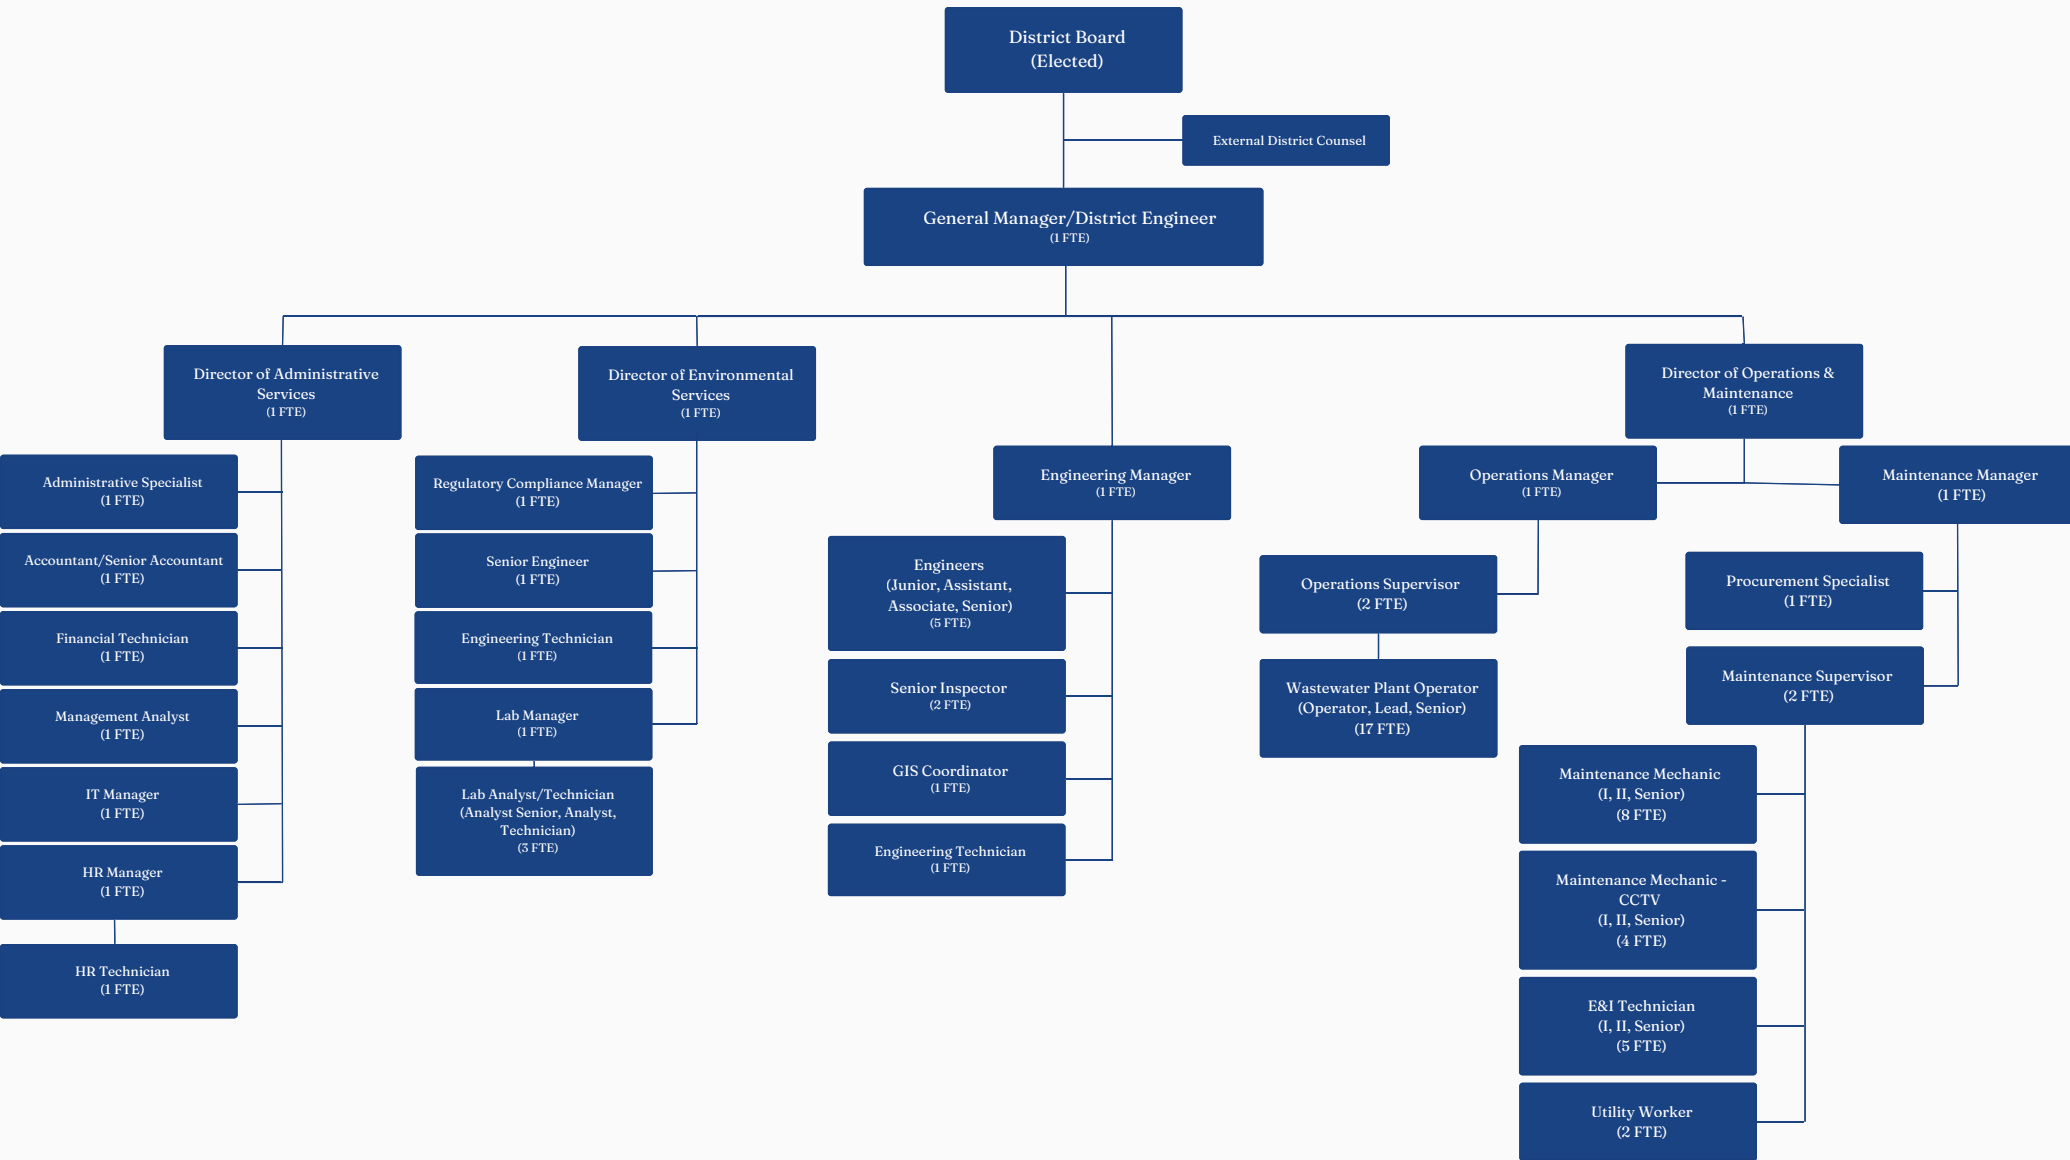 District Board
(Elected)
External District Counsel
General Manager/District Engineer
(1 FTE)
Director of Administrative
Services
(1 FTE)
Administrative Specialist
(1 FTE)
Accountant/Senior Accountant
(1 FTE)
Financial Technician
(1 FTE)
Management Analyst
(1 FTE)
IT Manager
(1 FTE)
HR Manager
(1 FTE)
HR Technician
(1 FTE)
Director of Environmental
Services
(1 FTE)
Regulatory Compliance Manager
(1 FTE)
Senior Engineer
(1 FTE)
Engineering Technician
(1 FTE)
Lab Manager
(1 FTE)
Lab Analyst/Technician
(Analyst Senior, Analyst,
Technician)
(3 FTE)
Engineering Manager
(1 FTE)
Engineers
(Junior, Assistant,
Associate, Senior)
(5 FTE)
Senior Inspector
(2 FTE)
GIS Coordinator
(1 FTE)
Engineering Technician
(1 FTE)
Director of Operations &
Maintenance
(1 FTE)
Operations Manager
(1 FTE)
Operations Supervisor
(2 FTE)
Wastewater Plant Operator
(Operator, Lead, Senior)
(17 FTE)
Maintenance Manager
(1 FTE)
Procurement Specialist
(1 FTE)
Maintenance Supervisor
(2 FTE)
Maintenance Mechanic
(I, II, Senior)
(8 FTE)
Maintenance Mechanic -
CCTV
(I, II, Senior)
(4 FTE)
E&I Technician
(I, II, Senior)
(5 FTE)
Utility Worker
(2 FTE)